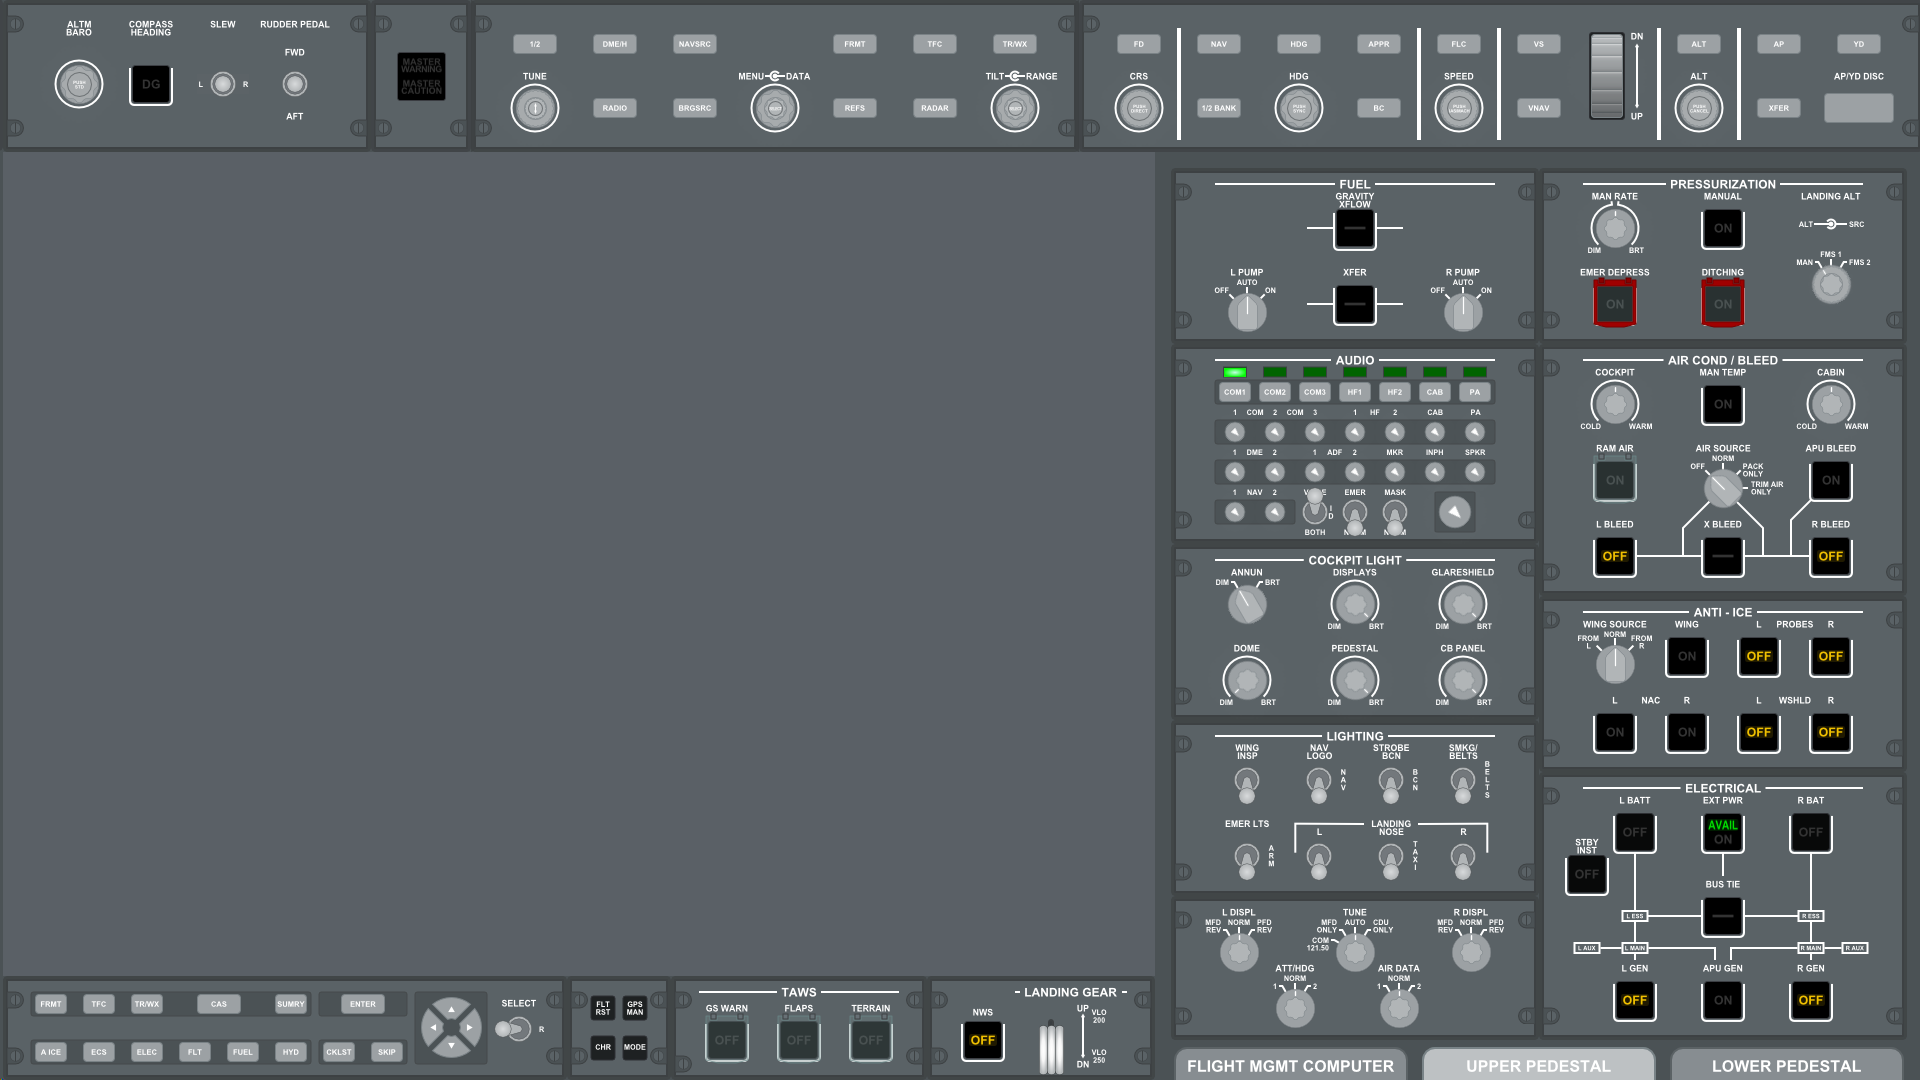 ALTM
BARO
COMPASS
HEADING
SLEW
RUDDER PEDAL
FWD
PUSH
STD
DG
L
R
AFT
MASTER
WARNING
MASTER
CAUTION
1/2
DME/H
NAVSRC
FRMT
TFC
TR/WX
TUNE
MENU
DATA
TILT
RANGE
RADIO
BRGSRC
REFS
RADAR
FD
NAV
HDG
APPR
FLC
VS
DN
ALT
AP
YD
CRS
HDG
SPEED
ALT
AP/YD DISC
PUSH
DIRECT
1/2 BANK
PUSH
SYNC
BC
VNAV
UP
PUSH
CANCEL
XFER
FUEL
GRAVITY
XFLOW
L PUMP
AUTO
OFF
ON
XFER
R PUMP
AUTO
OFF
ON
PRESSURIZATION
MAN RATE
MANUAL
LANDING ALT
DIM
BRT
ON
ALT
SRC
EMER DEPRESS
DITCHING
FMS 1
MAN
FMS 2
ON
ON
AUDIO
COM1
COM2
COM3
HF1
HF2
CAB
PA
1 COM 2 COM 3 1 HF 2 CAB PA
1 DME 2 1 ADF 2 MKR INPH SPKR
1 NAV 2
EMER
MASK
I
D
BOTH
AIR COND / BLEED
COCKPIT
MAN TEMP
CABIN
COLD
WARM
ON
COLD
WARM
RAM AIR
AIR SOURCE
APU BLEED
ON
OFF
NORM
PACK
ONLY
TRIM AIR
ONLY
ON
L BLEED
X BLEED
R BLEED
OFF
OFF
COCKPIT LIGHT
ANNUN
DISPLAYS
GLARESHIELD
DIM
BRT
DIM
BRT
DIM
BRT
DOME
PEDESTAL
CB PANEL
DIM
BRT
DIM
BRT
DIM
BRT
ANTI - ICE
WING SOURCE
WING
L PROBES R
FROM
L
NORM
FROM
R
ON
OFF
OFF
L NAC R
L WSHLD R
ON
ON
OFF
OFF
LIGHTING
WING
INSP
NAV
LOGO
STROBE
BCN
SMKG/
BELTS
NAV
BCN
BELTS
EMER LTS
LANDING
L
NOSE
R
ARM
TAXI
ELECTRICAL
L BATT
EXT PWR
R BAT
OFF
AVAIL
ON
OFF
STBY
INST
OFF
BUS TIE
L ESS
R ESS
L AUX
L MAIN
R MAIN
R AUX
L GEN
APU GEN
R GEN
OFF
ON
OFF
L DISPL
TUNE
R DISPL
MFD
REV
NORM
PFD
REV
MFD
ONLY
AUTO
CDU
ONLY
COM
121.50
MFD
REV
NORM
PFD
REV
ATT/HDG
AIR DATA
NORM
1
2
NORM
1
2
FRMT
TFC
TR/WX
CAS
SUMRY
ENTER
SELECT
R
A ICE
ECS
ELEC
FLT
FUEL
HYD
CKLST
SKIP
FLT
RST
GPS
MAN
CHR
MODE
TAWS
GS WARN
FLAPS
TERRAIN
OFF
OFF
OFF
LANDING GEAR
NWS
OFF
UP
VLO
200
DN
VLO
250
FLIGHT MGMT COMPUTER
UPPER PEDESTAL
LOWER PEDESTAL